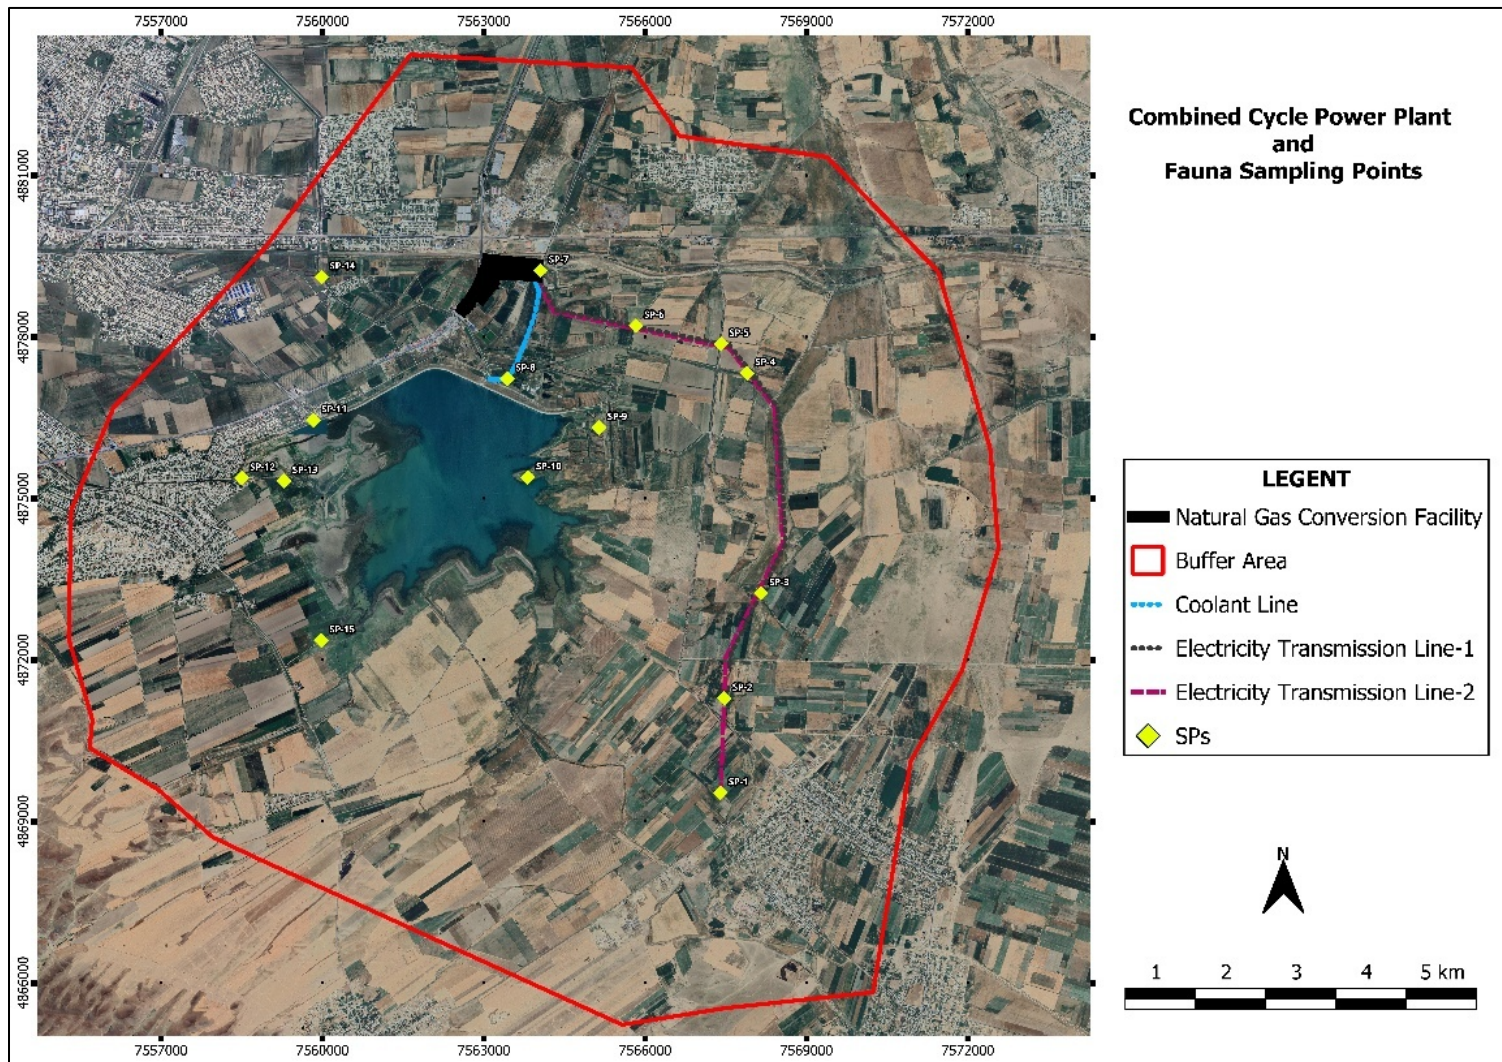 7557000 7560000 7563000 7566000 7569000 7572000
Combined Cycle Power Plant
and
Fauna Sampling Points
4881000
4878000
4875000
4872000
4869000
4866000
SP-14
SP-7
SP-6
SP-5
SP-4
SP-8
SP-11
SP-9
SP-12
SP-13
SP-10
SP-3
SP-15
SP-2
SP-1
LEGENT
Natural Gas Conversion Facility
Buffer Area
Coolant Line
Electricity Transmission Line-1
Electricity Transmission Line-2
SPs
N
1 2 3 4 5 km
7557000 7560000 7563000 7566000 7569000 7572000